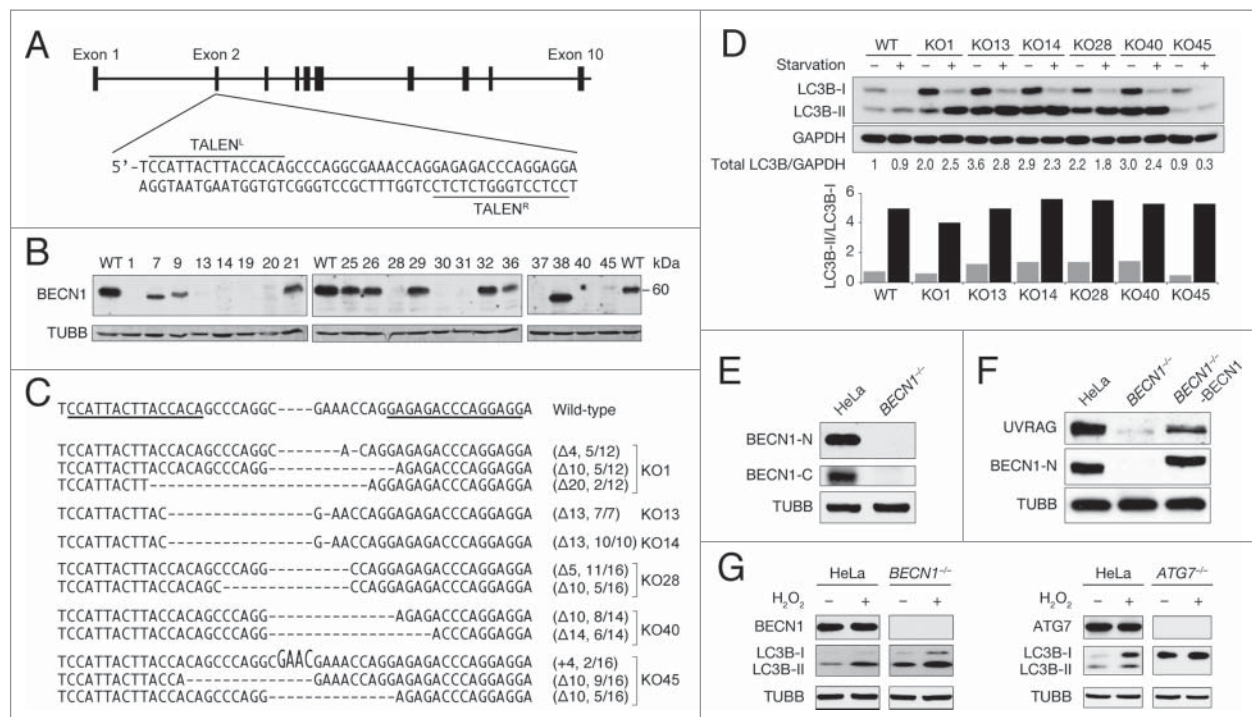 A
Exon 1 Exon 2 Exon 10
TALENL
5'-TCCATTACTTACCACAGCCCAGGCGAAACCAGGAGAGACCCAGGAGGA
AGGTAATGAATGGTGTCGGGTCCGCTTTGGTCCTCTCTGGGTCCTCCT
TALENR
B
WT 1 7 9 13 14 19 20 21 WT 25 26 28 29 30 31 32 36 37 38 40 45 WT kDa
BECN1 – 60
TUBB
C
TCCATTACTTACCACAGCCCAGGC----GAAACCAGGAGAGACCCAGGAGGA Wild-type
TCCATTACTTACCACAGCCCAGGC-------A-CAGGAGAGACCCAGGAGGA (Δ4, 5/12)
TCCATTACTTACCACAGCCCAGG--------------AGAGACCCAGGAGGA (Δ10, 5/12) KO1
TCCATTACTT-----------------------AGGAGAGACCCAGGAGGA (Δ20, 2/12)
TCCATTACTTAC----------------G-AACCAGGAGAGACCCAGGAGGA (Δ13, 7/7) KO13
TCCATTACTTAC----------------G-AACCAGGAGAGACCCAGGAGGA (Δ13, 10/10) KO14
TCCATTACTTACCACAGCCCAGG---------CCAGGAGAGACCCAGGAGGA (Δ5, 11/16) KO28
TCCATTACTTACCACAGC--------------CCAGGAGAGACCCAGGAGGA (Δ10, 5/16)
TCCATTACTTACCACAGCCCAGG--------------AGAGACCCAGGAGGA (Δ10, 8/14) KO40
TCCATTACTTACCACAGCCCAGG------------------ACCCAGGAGGA (Δ14, 6/14)
TCCATTACTTACCACAGCCCAGGCGAACGAAACCAGGAGAGACCCAGGAGGA (+4, 2/16)
TCCATTACTTACCA--------------GAAACCAGGAGAGACCCAGGAGGA (Δ10, 9/16) KO45
TCCATTACTTACCACAGCCCAGG--------------AGAGACCCAGGAGGA (Δ10, 5/16)
D
WT KO1 KO13 KO14 KO28 KO40 KO45
Starvation – + – + – + – + – + – + – +
LC3B-I
LC3B-II
GAPDH
Total LC3B/GAPDH 1 0.9 2.0 2.5 3.6 2.8 2.9 2.3 2.2 1.8 3.0 2.4 0.9 0.3
LC3B-II/LC3B-I
6
4
2
0
WT KO1 KO13 KO14 KO28 KO40 KO45
E
HeLa BECN1–/–
BECN1-N
BECN1-C
TUBB
F
HeLa BECN1–/– BECN1–/–-BECN1
UVRAG
BECN1-N
TUBB
G
HeLa BECN1–/–
H2O2 – + – +
BECN1
LC3B-I
LC3B-II
TUBB
HeLa ATG7–/–
H2O2 – + – +
ATG7
LC3B-I
LC3B-II
TUBB